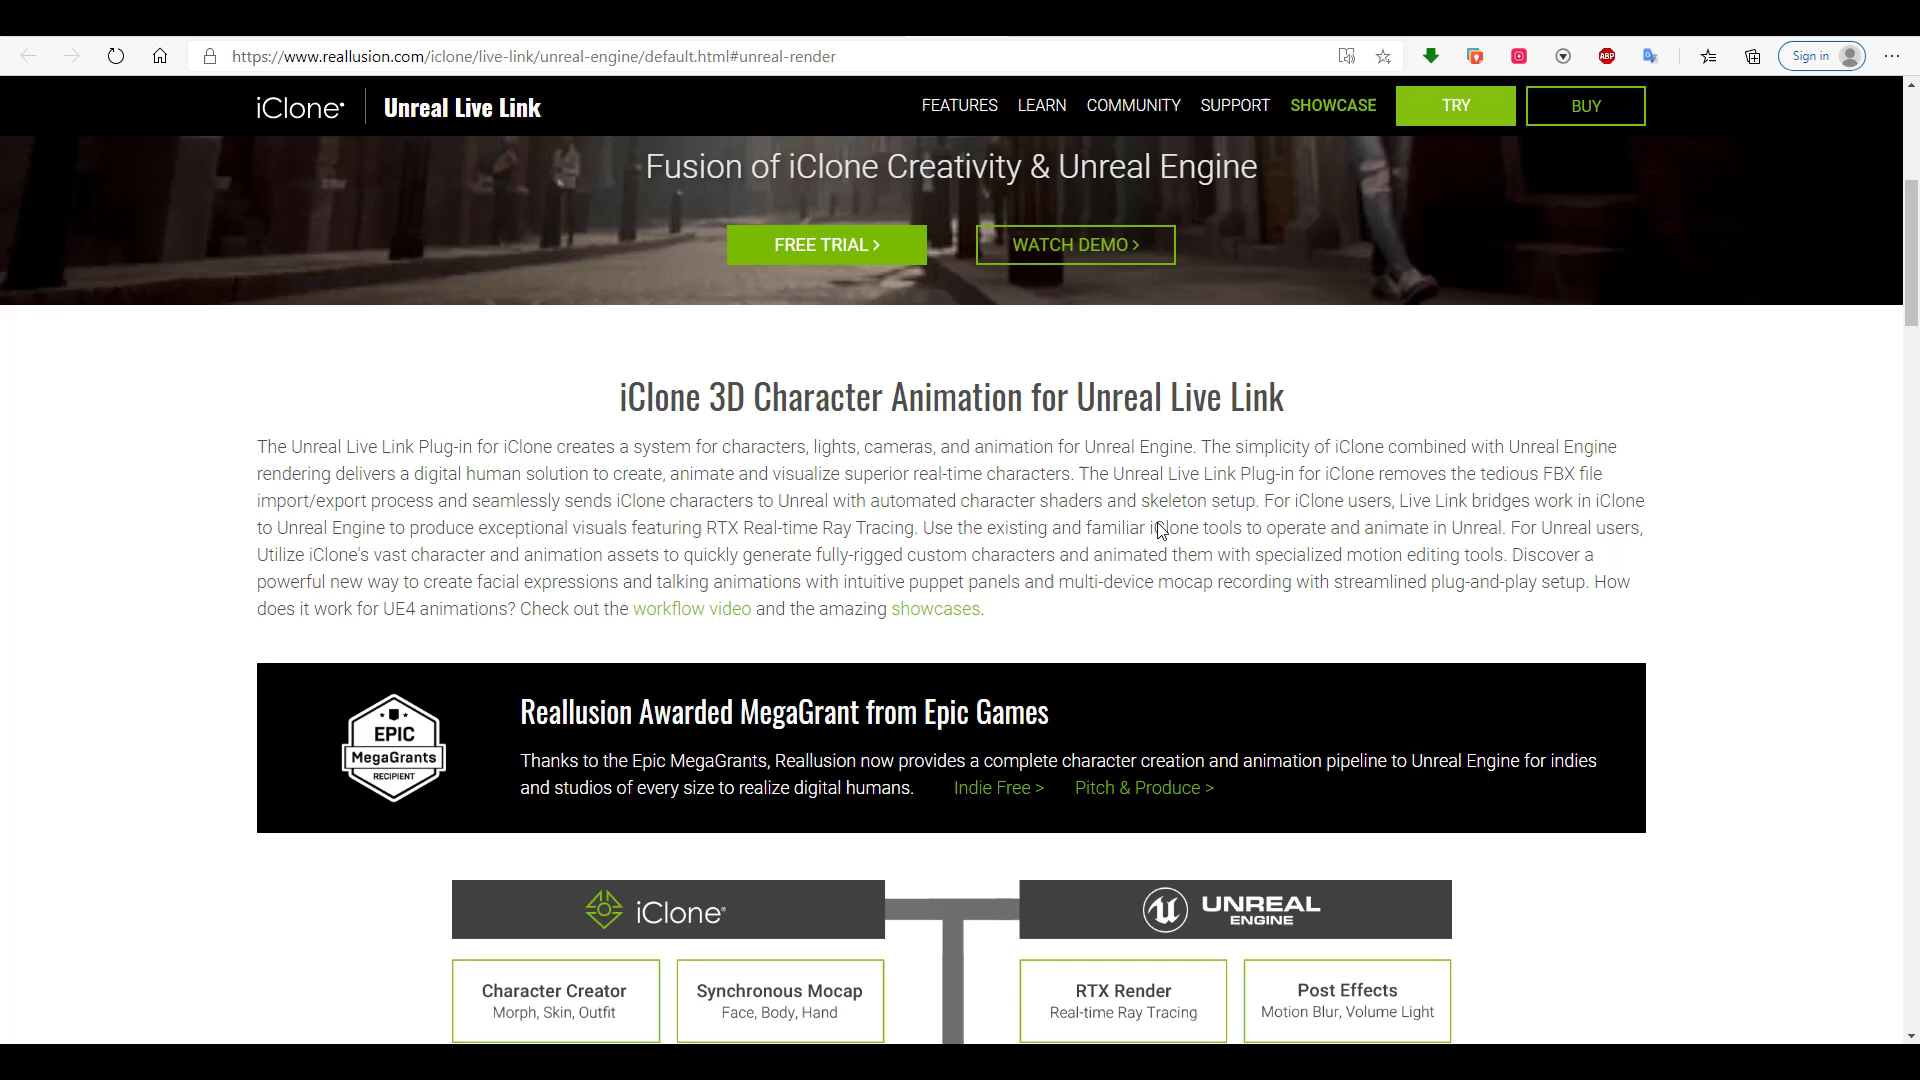 https://www.reallusion.com/iclone/live-link/unreal-engine/default.html#unreal-render
ABP
Sign in
iClone
Unreal Live Link
FEATURES LEARN COMMUNITY SUPPORT SHOWCASE TRY BUY
Fusion of iClone Creativity & Unreal Engine
FREE TRIAL >
WATCH DEMO >
iClone 3D Character Animation for Unreal Live Link
The Unreal Live Link Plug-in for iClone creates a system for characters, lights, cameras, and animation for Unreal Engine. The simplicity of iClone combined with Unreal Engine
rendering delivers a digital human solution to create, animate and visualize superior real-time characters. The Unreal Live Link Plug-in for iClone removes the tedious FBX file
import/export process and seamlessly sends iClone characters to Unreal with automated character shaders and skeleton setup. For iClone users, Live Link bridges work in iClone
to Unreal Engine to produce exceptional visuals featuring RTX Real-time Ray Tracing. Use the existing and familiar iClone tools to operate and animate in Unreal. For Unreal users,
Utilize iClone's vast character and animation assets to quickly generate fully-rigged custom characters and animated them with specialized motion editing tools. Discover a
powerful new way to create facial expressions and talking animations with intuitive puppet panels and multi-device mocap recording with streamlined plug-and-play setup. How
does it work for UE4 animations? Check out the workflow video and the amazing showcases.
EPIC
MegaGrants
RECIPIENT
Reallusion Awarded MegaGrant from Epic Games
Thanks to the Epic MegaGrants, Reallusion now provides a complete character creation and animation pipeline to Unreal Engine for indies
and studios of every size to realize digital humans. Indie Free > Pitch & Produce >
iClone
UNREAL
ENGINE
Character Creator
Morph, Skin, Outfit
Synchronous Mocap
Face, Body, Hand
RTX Render
Real-time Ray Tracing
Post Effects
Motion Blur, Volume Light